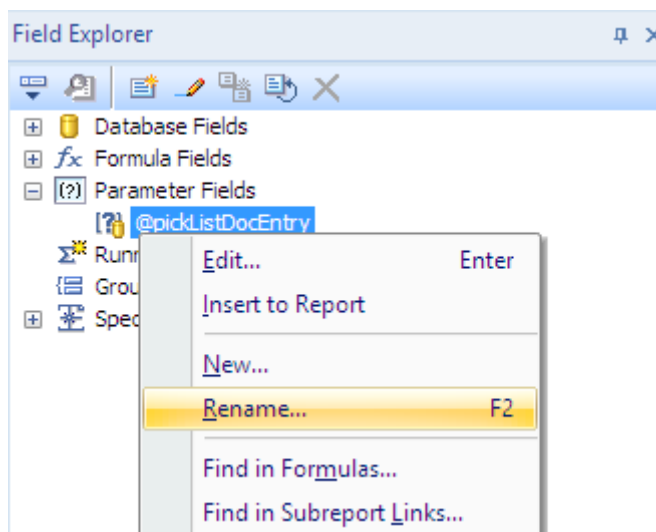 Field Explorer
Database Fields
fx Formula Fields
(?) Parameter Fields
[?] @pickListDocEntry
Edit... Enter
Insert to Report
New...
Rename... F2
Find in Formulas...
Find in Subreport Links...